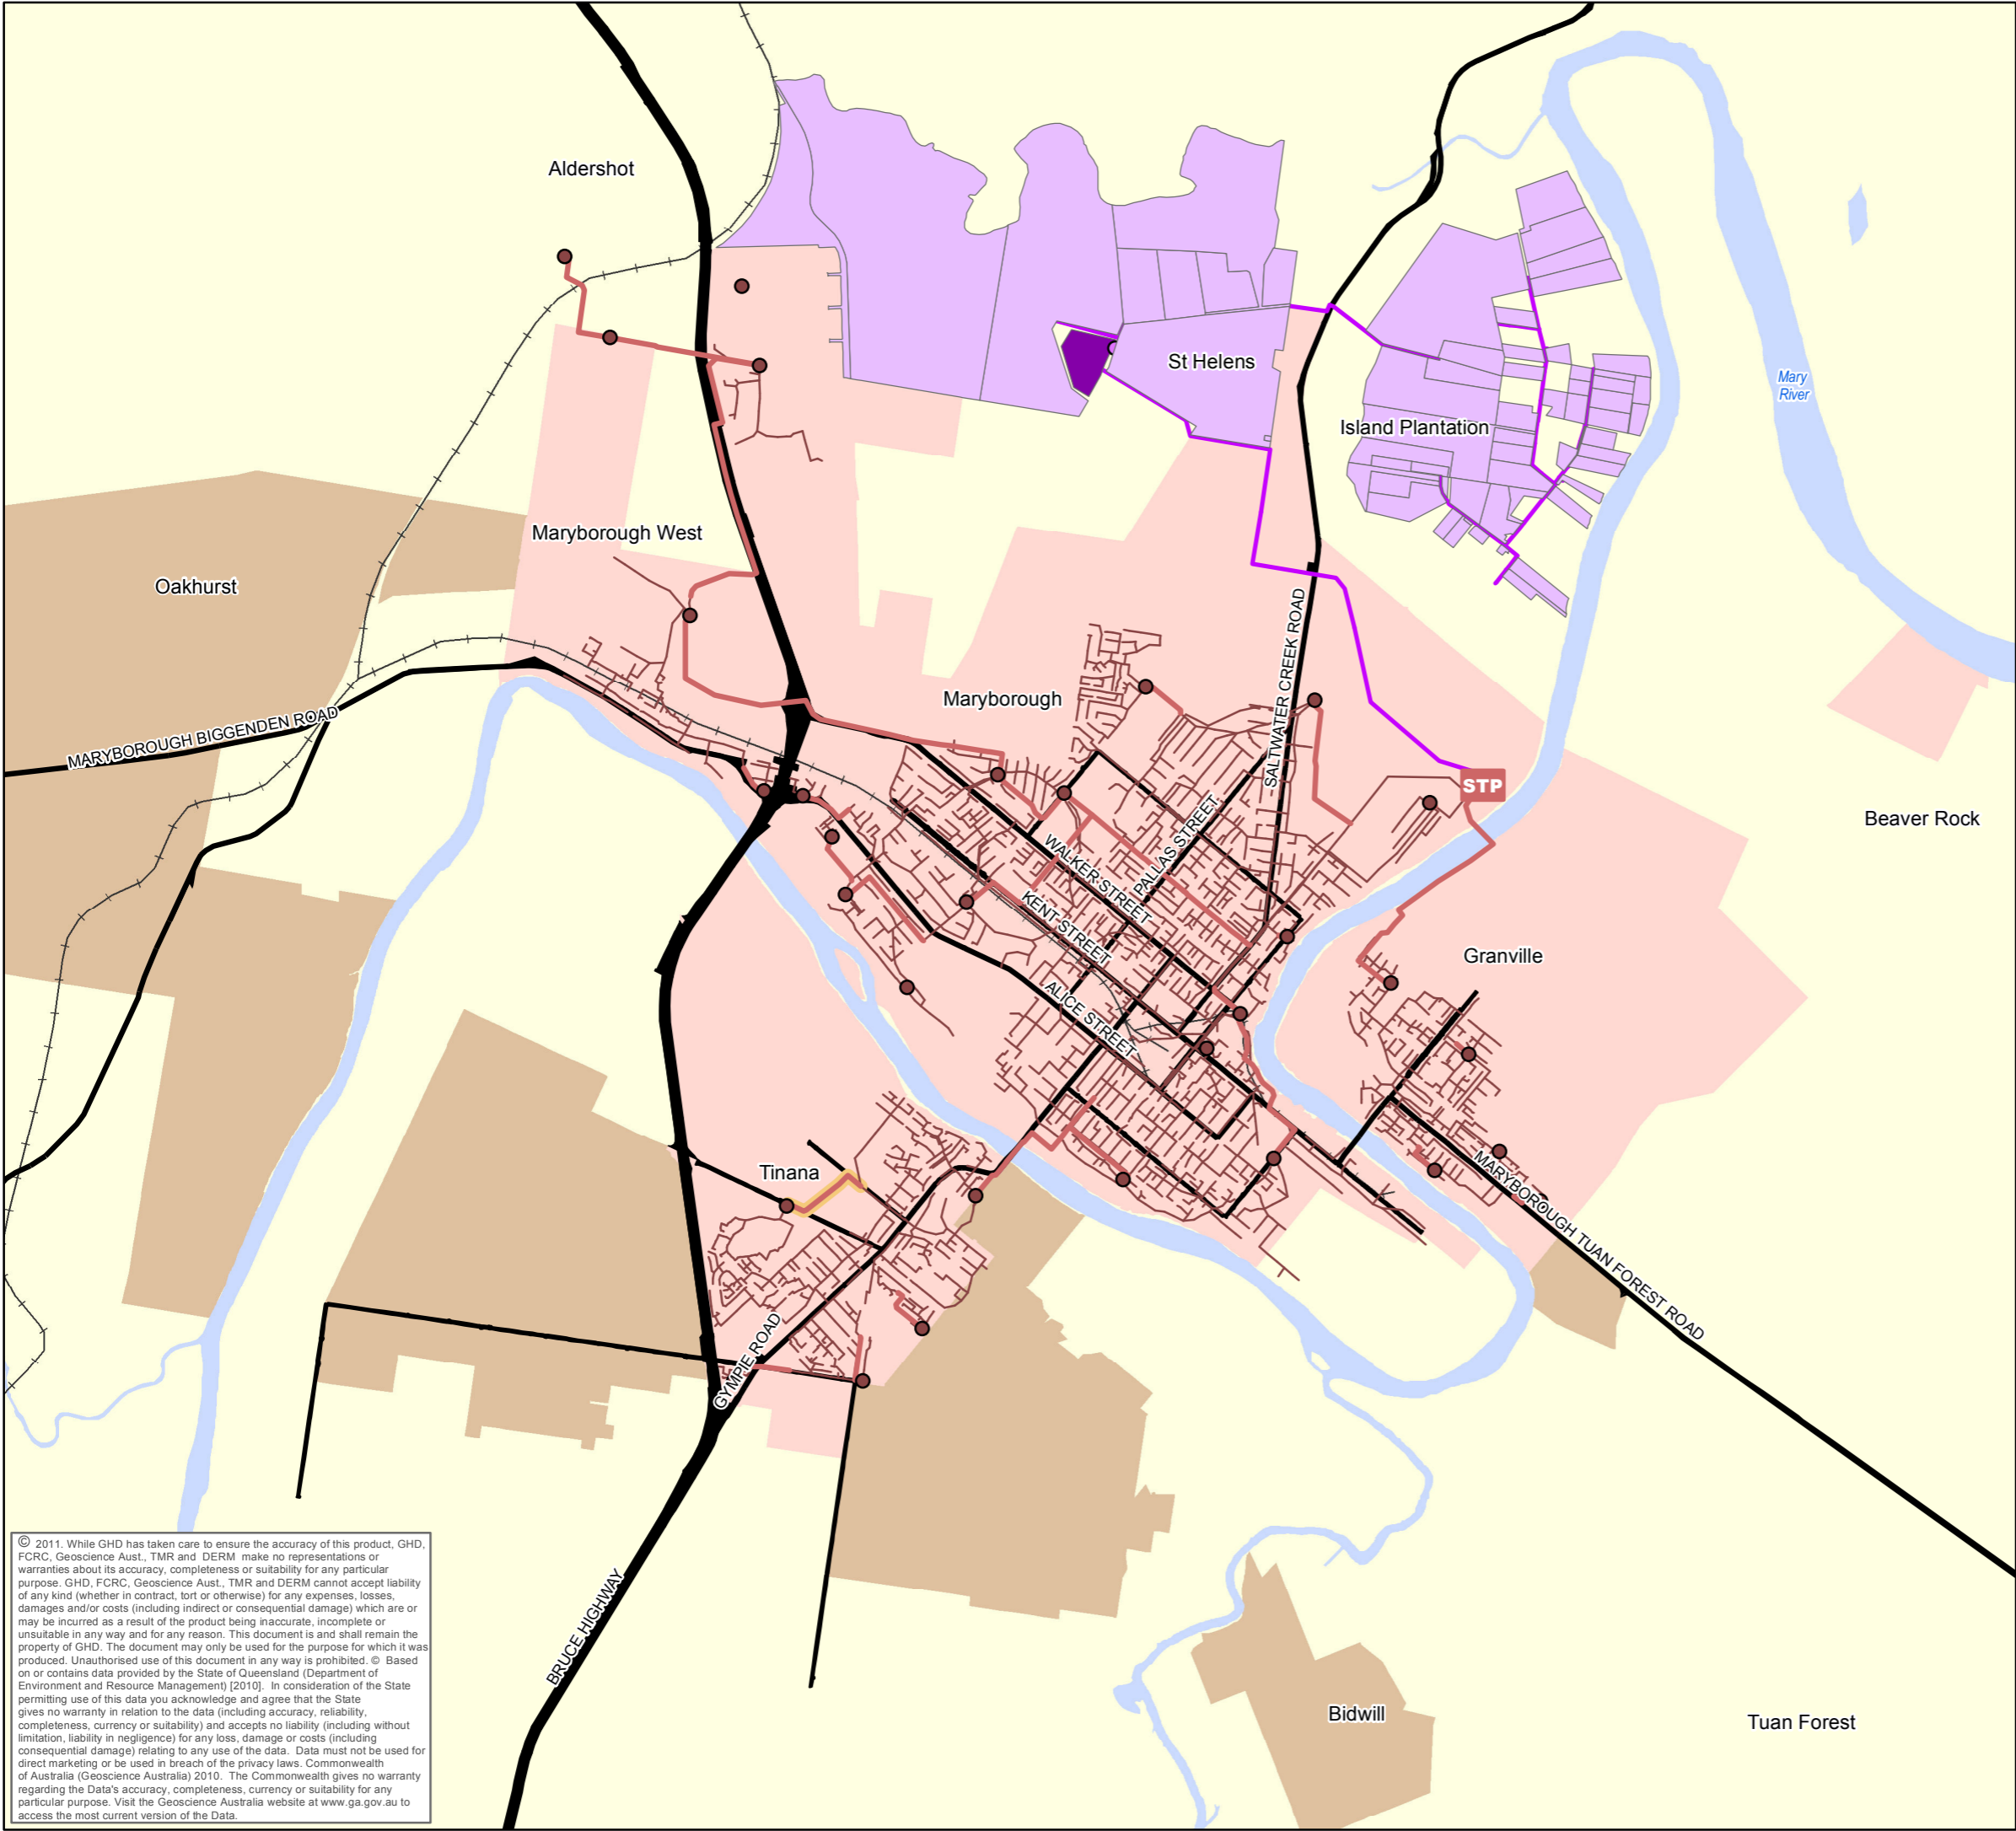 Aldershot
St Helens
Mary
River
Island Plantation
Maryborough West
Oakhurst
SALTWATER CREEK ROAD
Maryborough
MARYBOROUGH BIGGENDEN ROAD
STP
Beaver Rock
WALKER STREET
PALLAS STREET
KENT STREET
Granville
ALICE STREET
Tinana
MARYBOROUGH TUAN FOREST ROAD
GYMPIE ROAD
BRUCE HIGHWAY
Bidwill
Tuan Forest
© 2011. While GHD has taken care to ensure the accuracy of this product, GHD,
FCRC, Geoscience Aust., TMR and DERM make no representations or
warranties about its accuracy, completeness or suitability for any particular
purpose. GHD, FCRC, Geoscience Aust., TMR and DERM cannot accept liability
of any kind (whether in contract, tort or otherwise) for any expenses, losses,
damages and/or costs (including indirect or consequential damage) which are or
may be incurred as a result of the product being inaccurate, incomplete or
unsuitable in any way and for any reason. This document is and shall remain the
property of GHD. The document may only be used for the purpose for which it was
produced. Unauthorised use of this document in any way is prohibited. © Based
on or contains data provided by the State of Queensland (Department of
Environment and Resource Management) [2010]. In consideration of the State
permitting use of this data you acknowledge and agree that the State
gives no warranty in relation to the data (including accuracy, reliability,
completeness, currency or suitability) and accepts no liability (including without
limitation, liability in negligence) for any loss, damage or costs (including
consequential damage) relating to any use of the data. Data must not be used for
direct marketing or be used in breach of the privacy laws. Commonwealth
of Australia (Geoscience Australia) 2010. The Commonwealth gives no warranty
regarding the Data's accuracy, completeness, currency or suitability for any
particular purpose. Visit the Geoscience Australia website at www.ga.gov.au to
access the most current version of the Data.